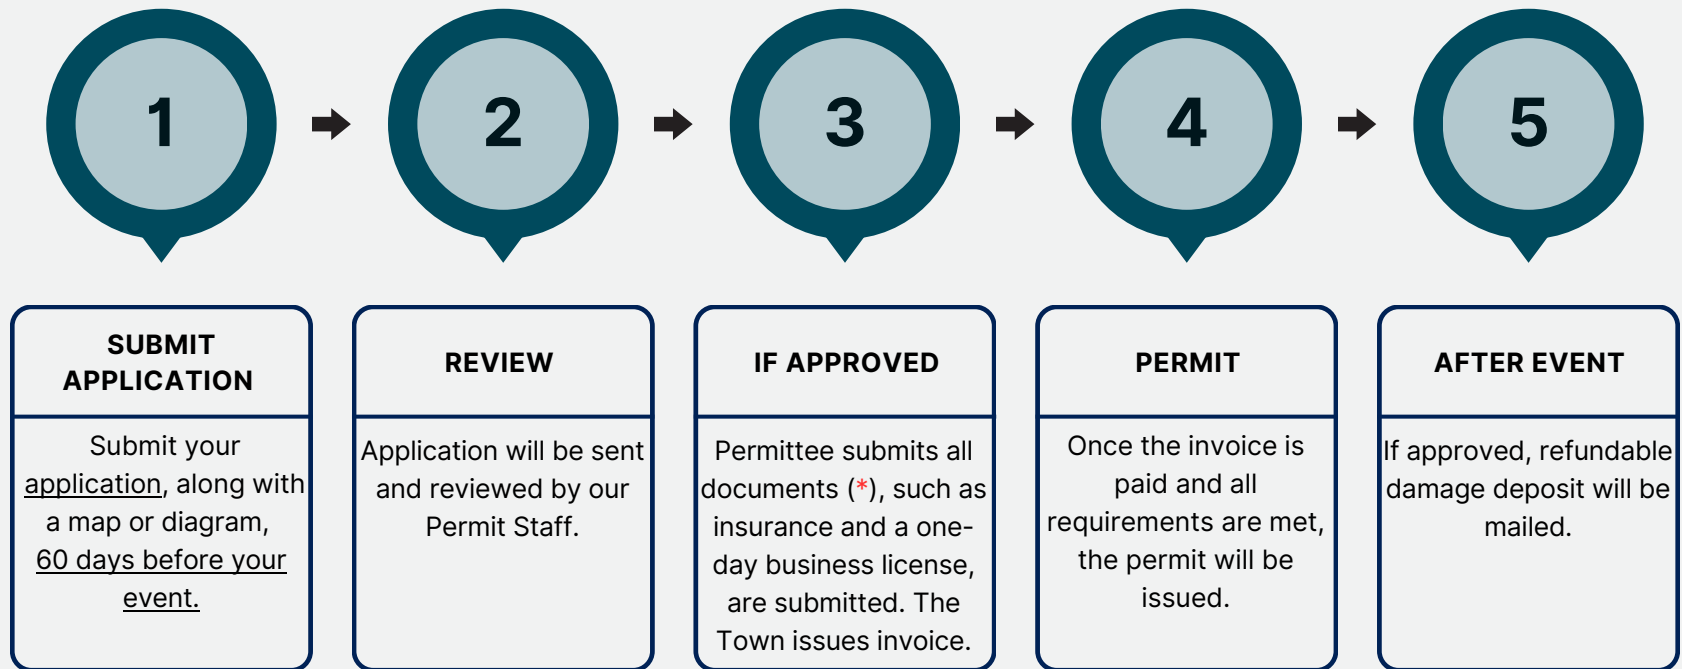 1
2
3
4
5
SUBMIT
APPLICATION
Submit your
application, along with
a map or diagram,
60 days before your
event.
REVIEW
Application will be sent
and reviewed by our
Permit Staff.
IF APPROVED
Permittee submits all
documents (*), such as
insurance and a one-
day business license,
are submitted. The
Town issues invoice.
PERMIT
Once the invoice is
paid and all
requirements are met,
the permit will be
issued.
AFTER EVENT
If approved, refundable
damage deposit will be
mailed.